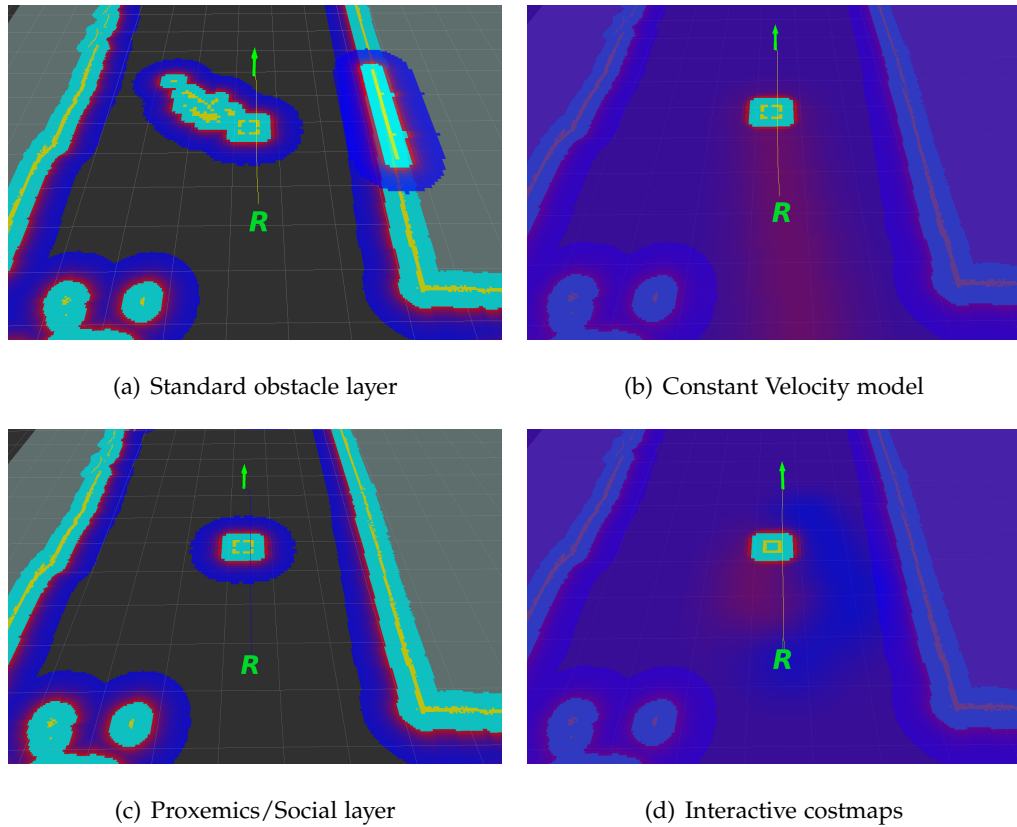 R
R
(a) Standard obstacle layer
(b) Constant Velocity model
R
R
(c) Proxemics/Social layer
(d) Interactive costmaps